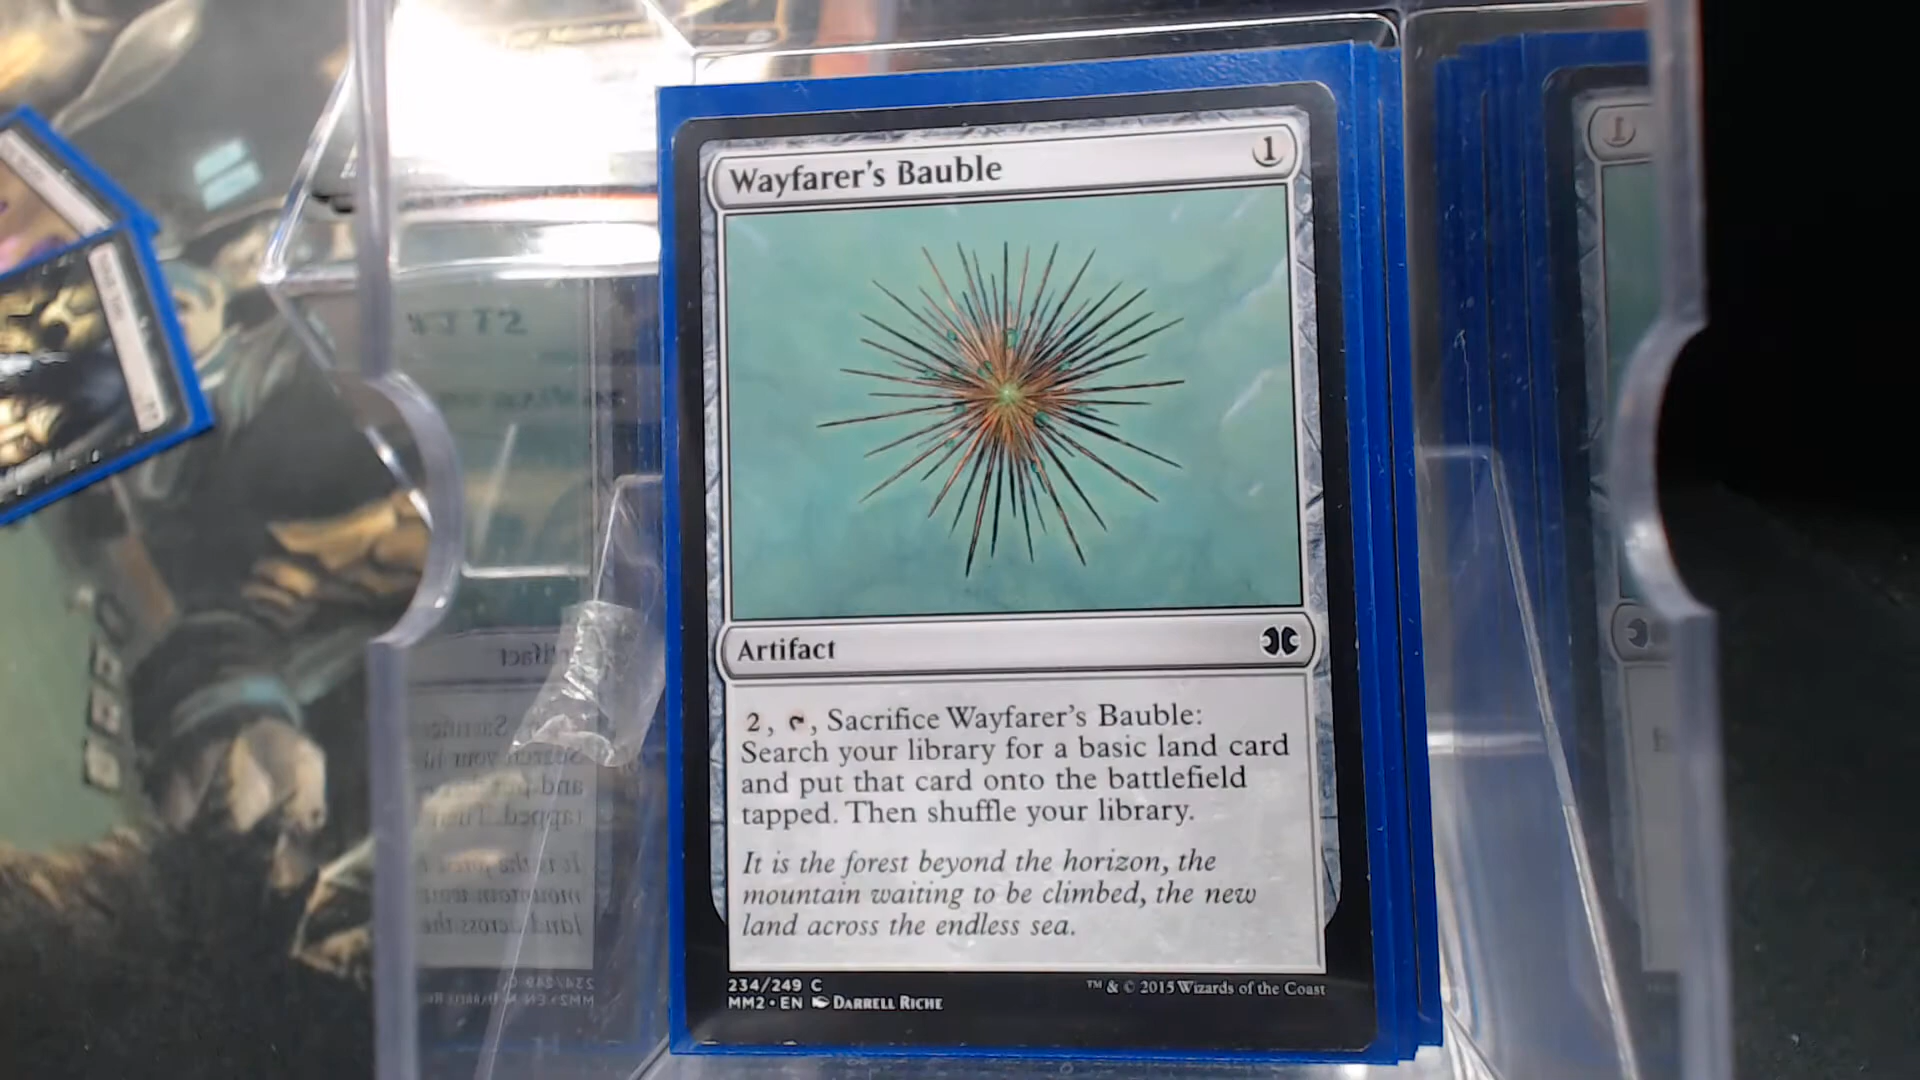 Wayfarer's Bauble 1
Artifact
2, T, Sacrifice Wayfarer's Bauble:
Search your library for a basic land card
and put that card onto the battlefield
tapped. Then shuffle your library.
It is the forest beyond the horizon, the
mountain waiting to be climbed, the new
land across the endless sea.
234/249 C
MM2 • EN DARRELL RICHE
™ & © 2015 Wizards of the Coast